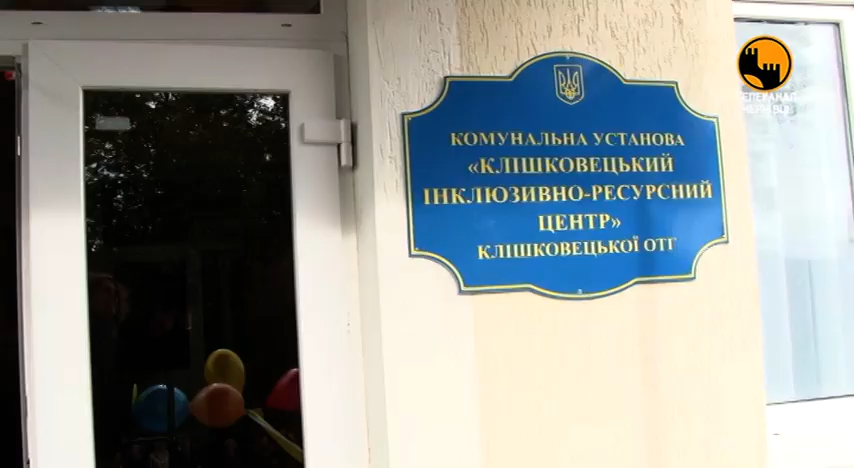 КОМУНАЛЬНА УСТАНОВА
«КЛІШКОВЕЦЬКИЙ
ІНКЛЮЗИВНО-РЕСУРСНИЙ
ЦЕНТР»
КЛІШКОВЕЦЬКОЇ ОТГ